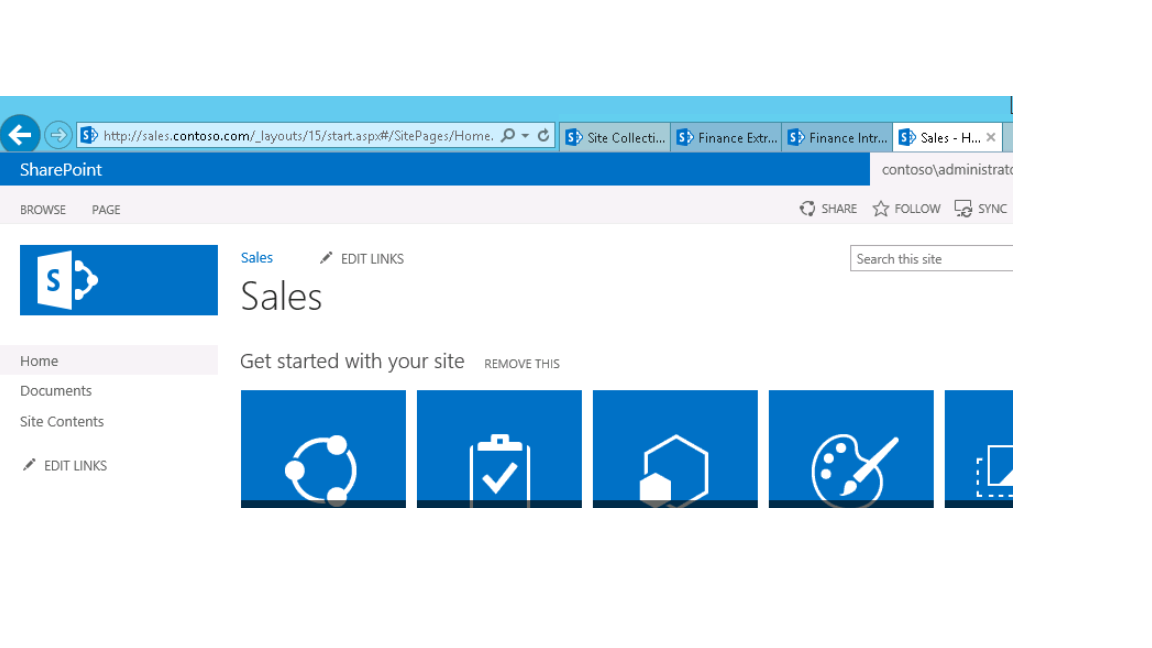 http://sales.contoso.com/_layouts/15/start.aspx#/SitePages/Home. Site Collecti... Finance Extr... Finance Intr... Sales - H...
SharePoint contoso\administrato
BROWSE PAGE SHARE FOLLOW SYNC
Sales EDIT LINKS Search this site
Sales
Home
Get started with your site REMOVE THIS
Documents
Site Contents
EDIT LINKS